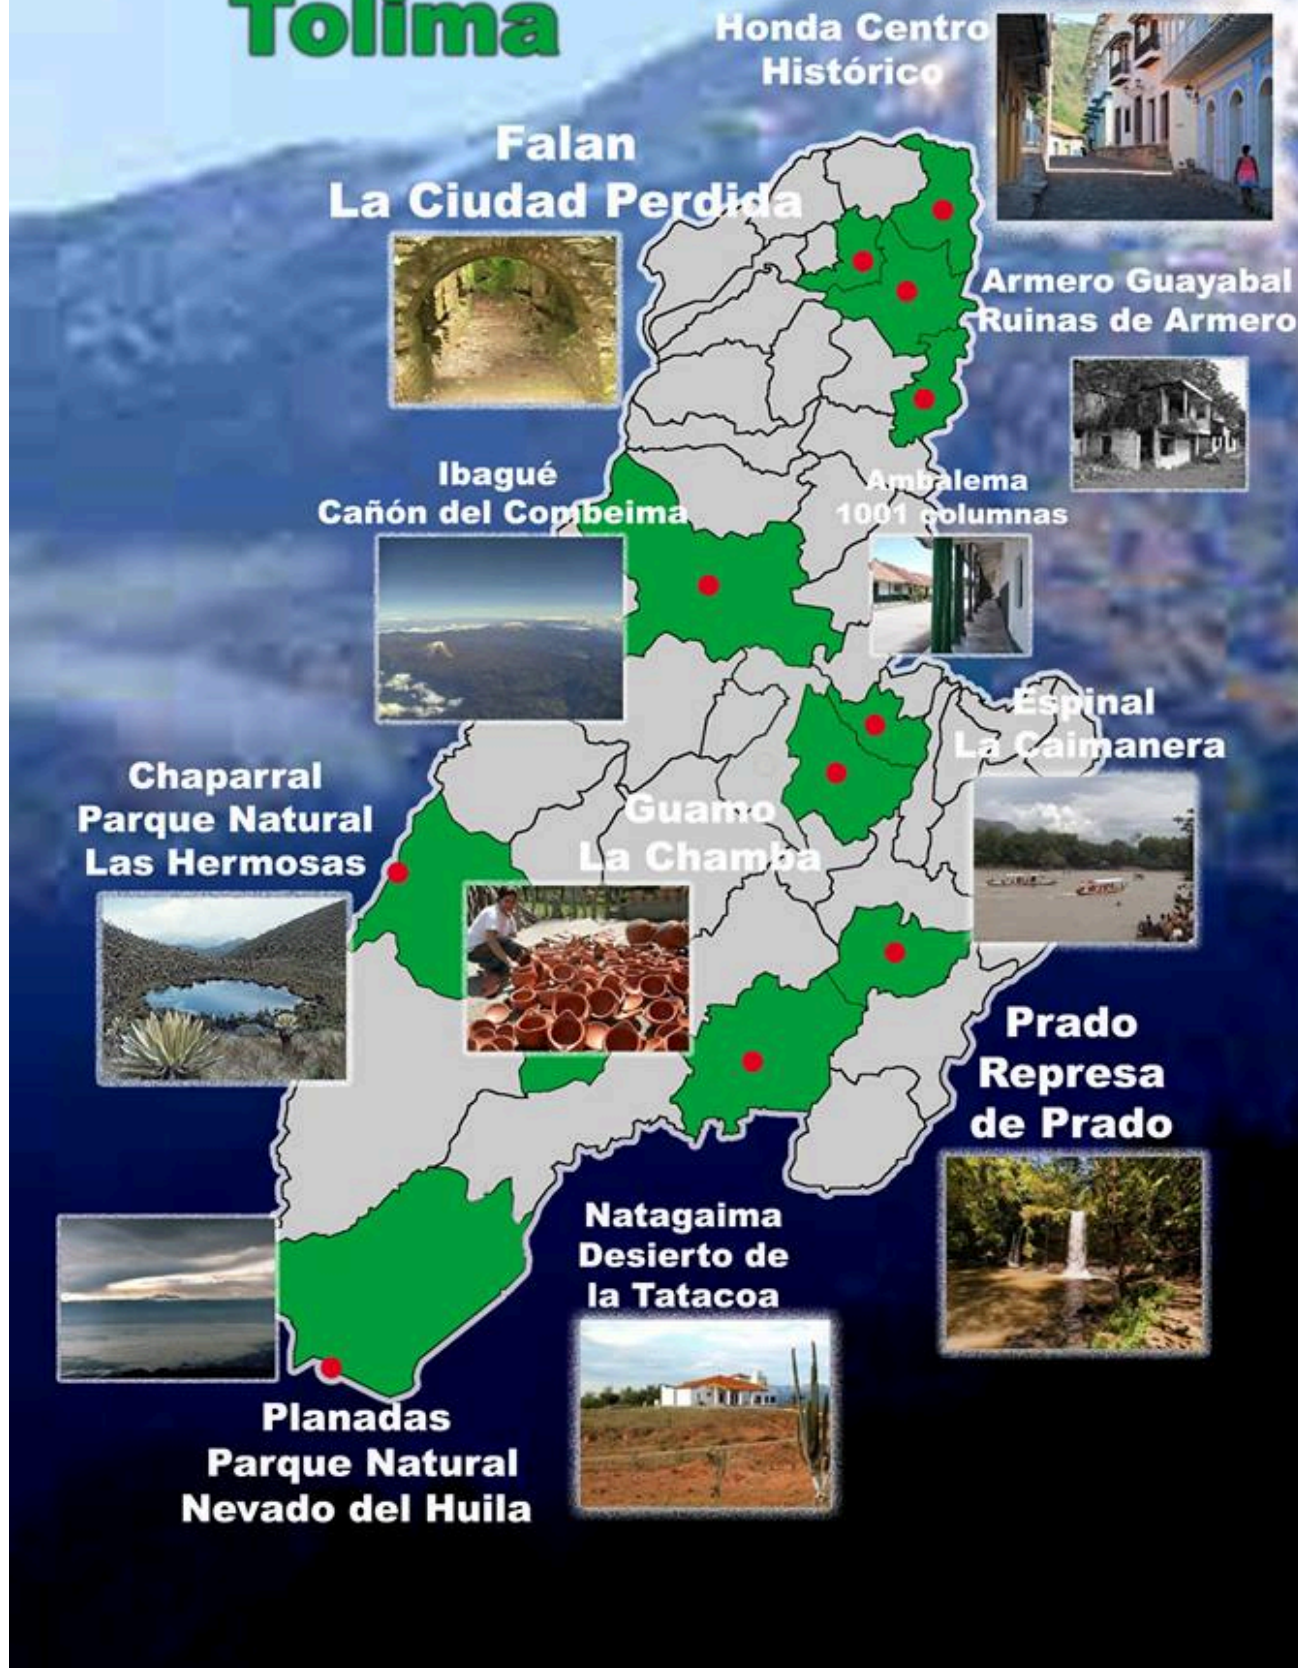 Tolima
Honda Centro
Histórico
Falan
La Ciudad Perdida
Armero Guayabal
Ruinas de Armero
Ibagué
Cañón del Combeima
Ambalema
1001 columnas
Espinal
La Caimanera
Chaparral
Parque Natural
Las Hermosas
Guamo
La Chamba
Prado
Represa
de Prado
Natagaima
Desierto de
la Tatacoa
Planadas
Parque Natural
Nevado del Huila